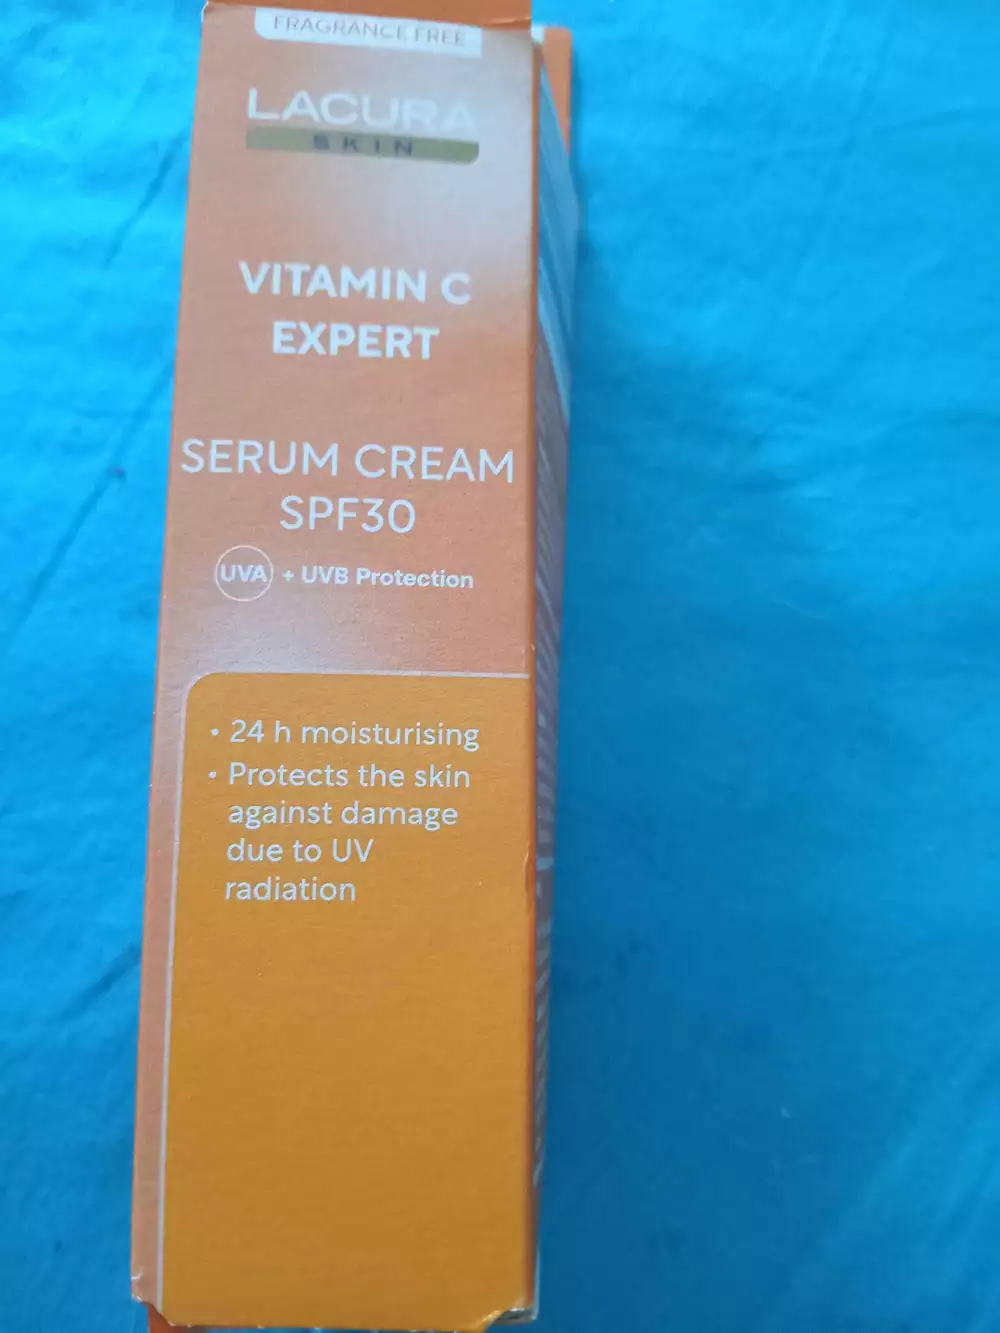 FRAGRANCE FREE
LACURA
SKIN
VITAMIN C
EXPERT
SERUM CREAM
SPF30
UVA + UVB Protection
• 24 h moisturising
• Protects the skin
against damage
due to UV
radiation